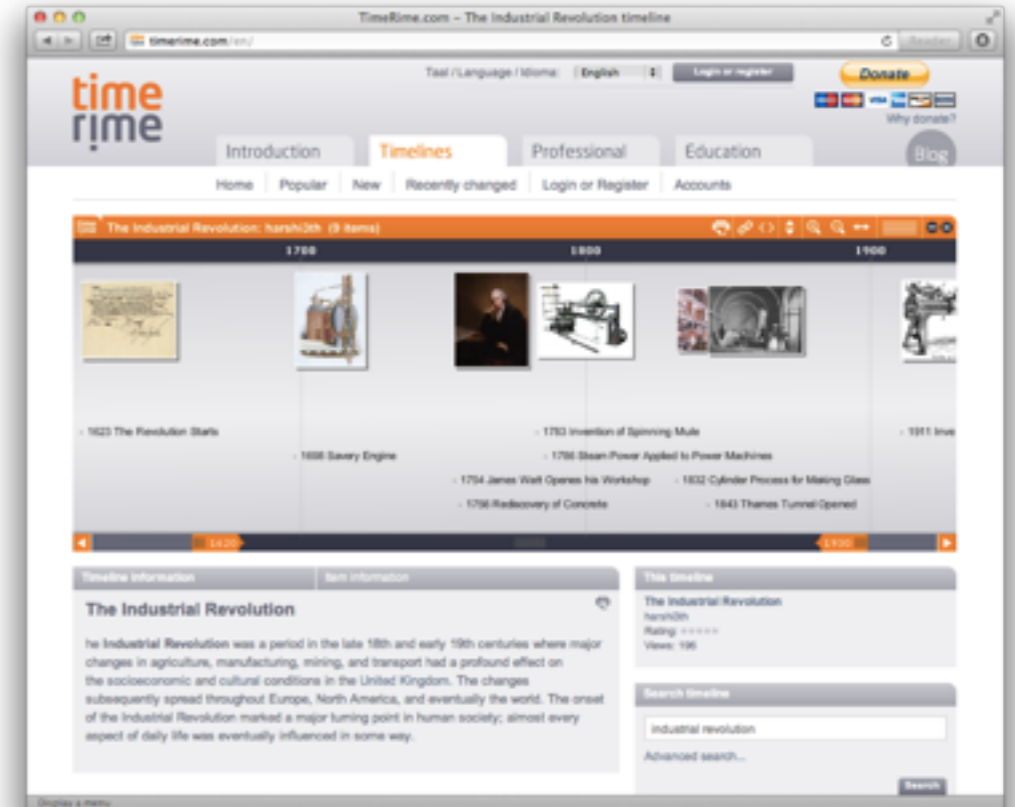 TimeRime.com – The Industrial Revolution timeline
timerime.com/en/
Reader
time
rime
Taal / Language / Idioma: English
Login or register
Donate
VISA
Why donate?
Introduction Timelines Professional Education Blog
Home Popular New Recently changed Login or Register Accounts
The Industrial Revolution: harshi3th (9 items)
1700 1800 1900
- 1623 The Revolution Starts
- 1783 Invention of Spinning Mule
- 1911 Inve
- 1698 Savery Engine
- 1786 Steam Power Applied to Power Machines
- 1754 James Watt Opens his Workshop
- 1832 Cylinder Process for Making Glass
- 1756 Rediscovery of Concrete
- 1843 Thames Tunnel Opened
1620 1930
Timeline information Item information
This timeline
The Industrial Revolution
he Industrial Revolution was a period in the late 18th and early 19th centuries where major
changes in agriculture, manufacturing, mining, and transport had a profound effect on
the socioeconomic and cultural conditions in the United Kingdom. The changes
subsequently spread throughout Europe, North America, and eventually the world. The onset
of the Industrial Revolution marked a major turning point in human society; almost every
aspect of daily life was eventually influenced in some way.
The Industrial Revolution
harshi3th
Rating:
Views: 196
Search timeline
industrial revolution
Advanced search...
Search
Display a menu